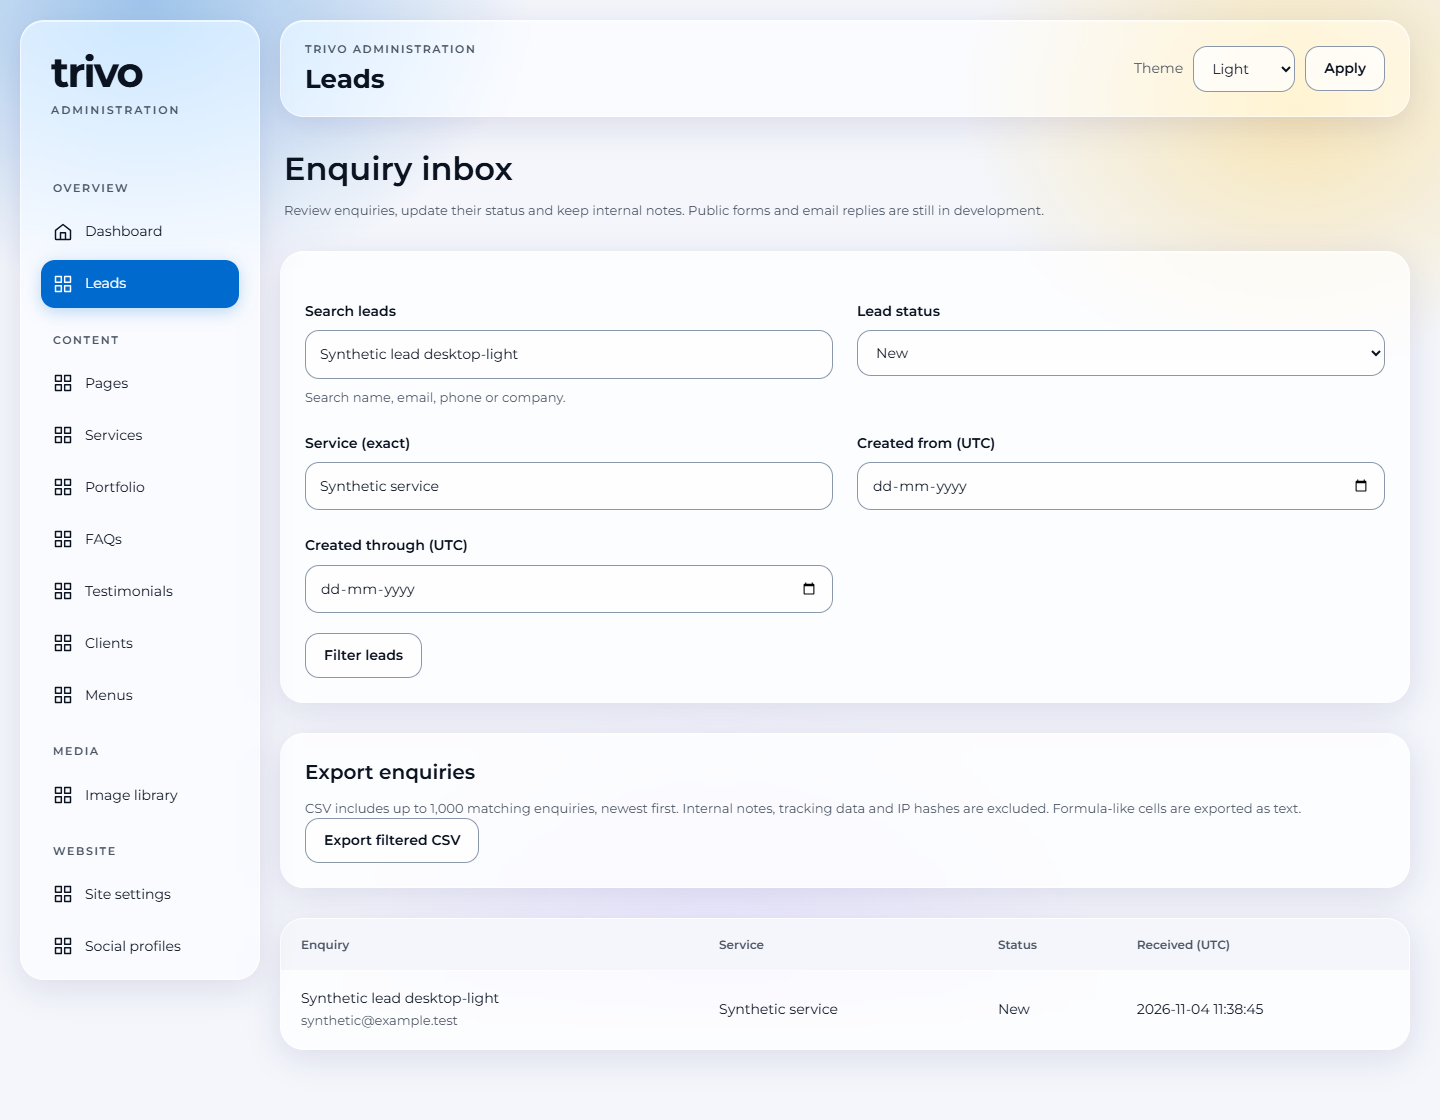 trivo
ADMINISTRATION
OVERVIEW
Dashboard
Leads
CONTENT
Pages
Services
Portfolio
FAQs
Testimonials
Clients
Menus
MEDIA
Image library
WEBSITE
Site settings
Social profiles
TRIVO ADMINISTRATION
Leads
Theme Light Apply
Enquiry inbox
Review enquiries, update their status and keep internal notes. Public forms and email replies are still in development.
Search leads
Synthetic lead desktop-light
Search name, email, phone or company.
Lead status
New
Service (exact)
Synthetic service
Created from (UTC)
dd-mm-yyyy
Created through (UTC)
dd-mm-yyyy
Filter leads
Export enquiries
CSV includes up to 1,000 matching enquiries, newest first. Internal notes, tracking data and IP hashes are excluded. Formula-like cells are exported as text.
Export filtered CSV
Enquiry Service Status Received (UTC)
Synthetic lead desktop-light
synthetic@example.test
Synthetic service New 2026-11-04 11:38:45